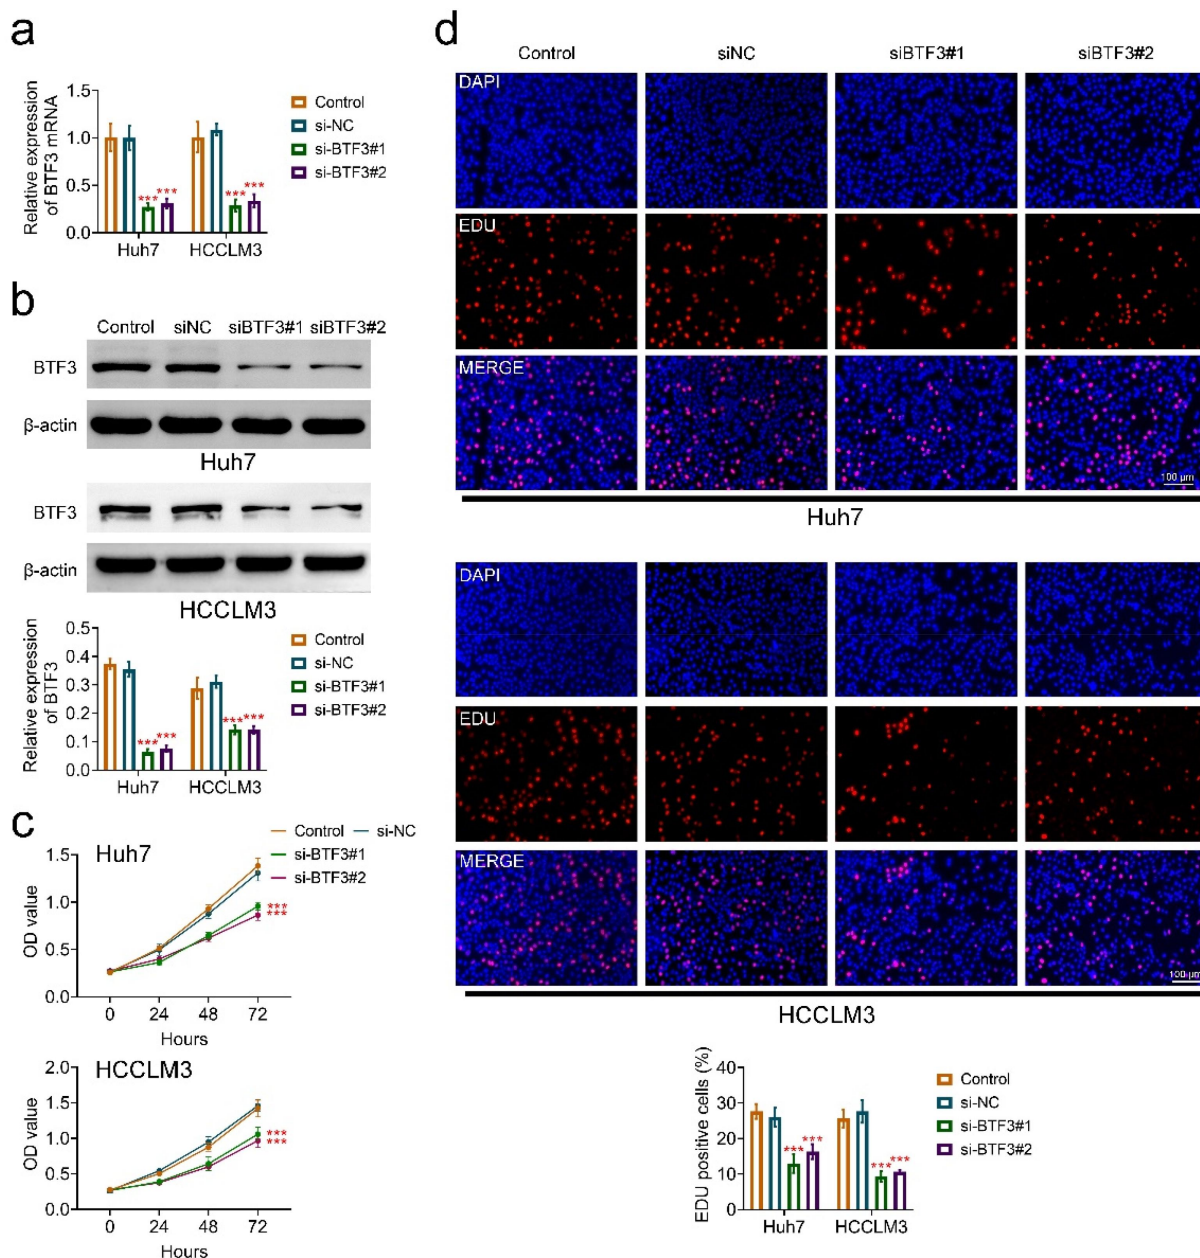 a
Relative expression
of BTF3 mRNA
1.5
1.0
0.5
0.0
*** ***
*** ***
Huh7 HCCLM3
Control
si-NC
si-BTF3#1
si-BTF3#2
b
Control siNC siBTF3#1 siBTF3#2
BTF3
β-actin
Huh7
BTF3
β-actin
HCCLM3
Relative expression
of BTF3
0.5
0.4
0.3
0.2
0.1
0.0
*** ***
*** ***
Huh7 HCCLM3
Control
si-NC
si-BTF3#1
si-BTF3#2
c
Huh7
Control si-NC
si-BTF3#1
si-BTF3#2
OD value
1.5
1.0
0.5
0.0
***
***
0 24 48 72
Hours
HCCLM3
OD value
2.0
1.5
1.0
0.5
0.0
***
***
0 24 48 72
Hours
d
Control siNC siBTF3#1 siBTF3#2
DAPI
EDU
MERGE
100 μm
Huh7
DAPI
EDU
MERGE
100 μm
HCCLM3
EDU positive cells (%)
40
30
20
10
0
*** ***
*** ***
Huh7 HCCLM3
Control
si-NC
si-BTF3#1
si-BTF3#2